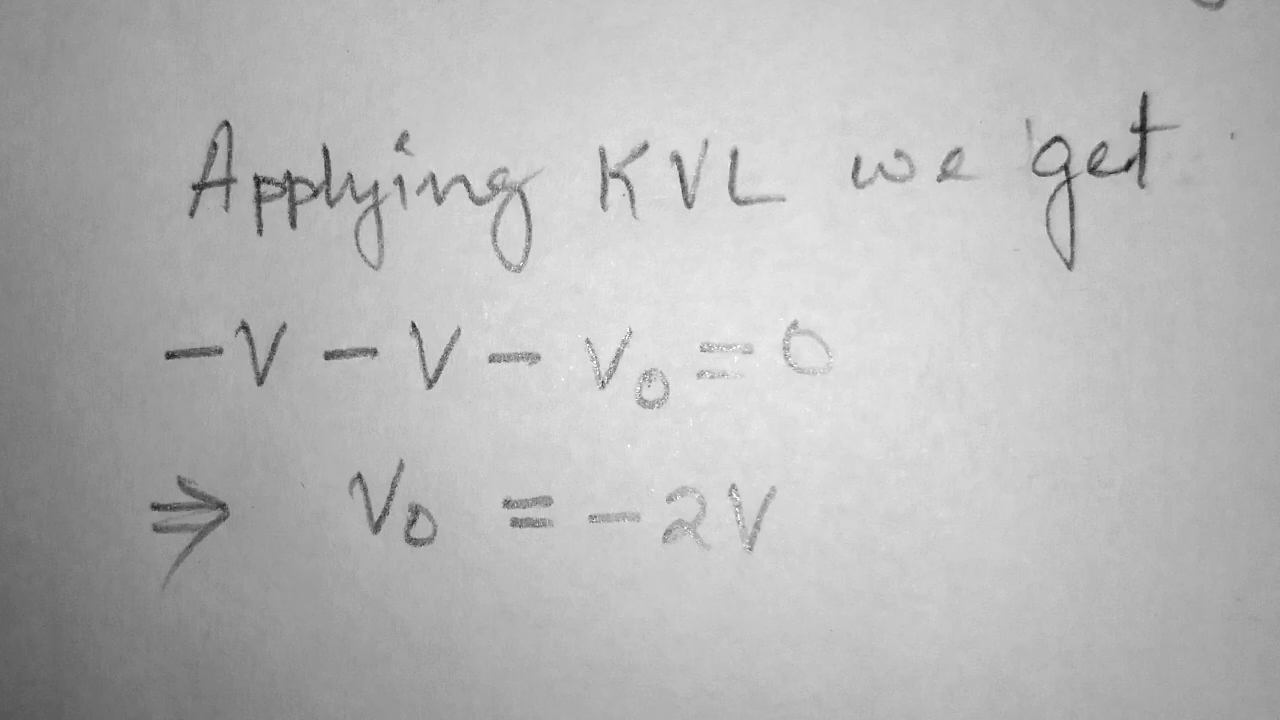 Applying KVL we get
-V - V - V₀ = 0
⇒ V₀ = -2V